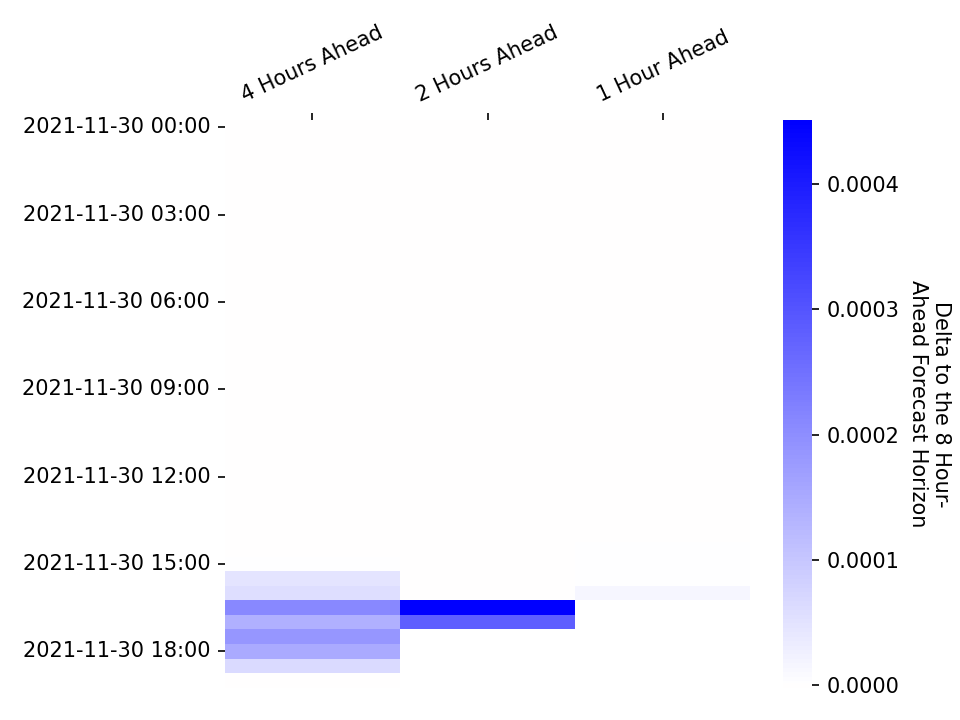 4 Hours Ahead
2 Hours Ahead
1 Hour Ahead
2021-11-30 00:00
2021-11-30 03:00
2021-11-30 06:00
2021-11-30 09:00
2021-11-30 12:00
2021-11-30 15:00
2021-11-30 18:00
0.0004
0.0003
0.0002
0.0001
0.0000
Delta to the 8 Hour-
Ahead Forecast Horizon